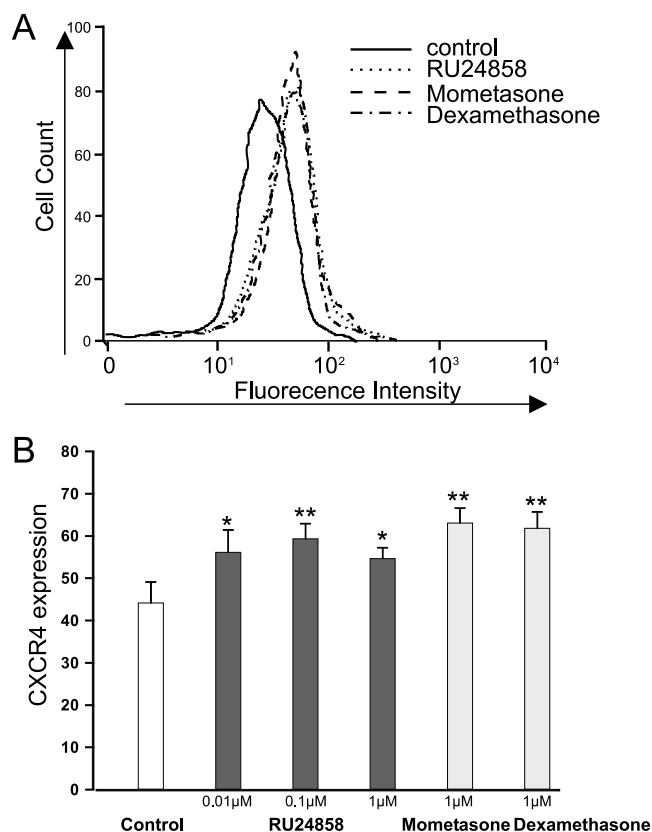 A
100
80
60
40
20
0
Cell Count
control
RU24858
Mometasone
Dexamethasone
0 10¹ 10² 10³ 10⁴
Fluorecence Intensity
B
80
70
60
50
40
30
20
10
0
CXCR4 expression
* ** * ** **
0.01µM 0.1µM 1µM 1µM 1µM
Control RU24858 Mometasone Dexamethasone